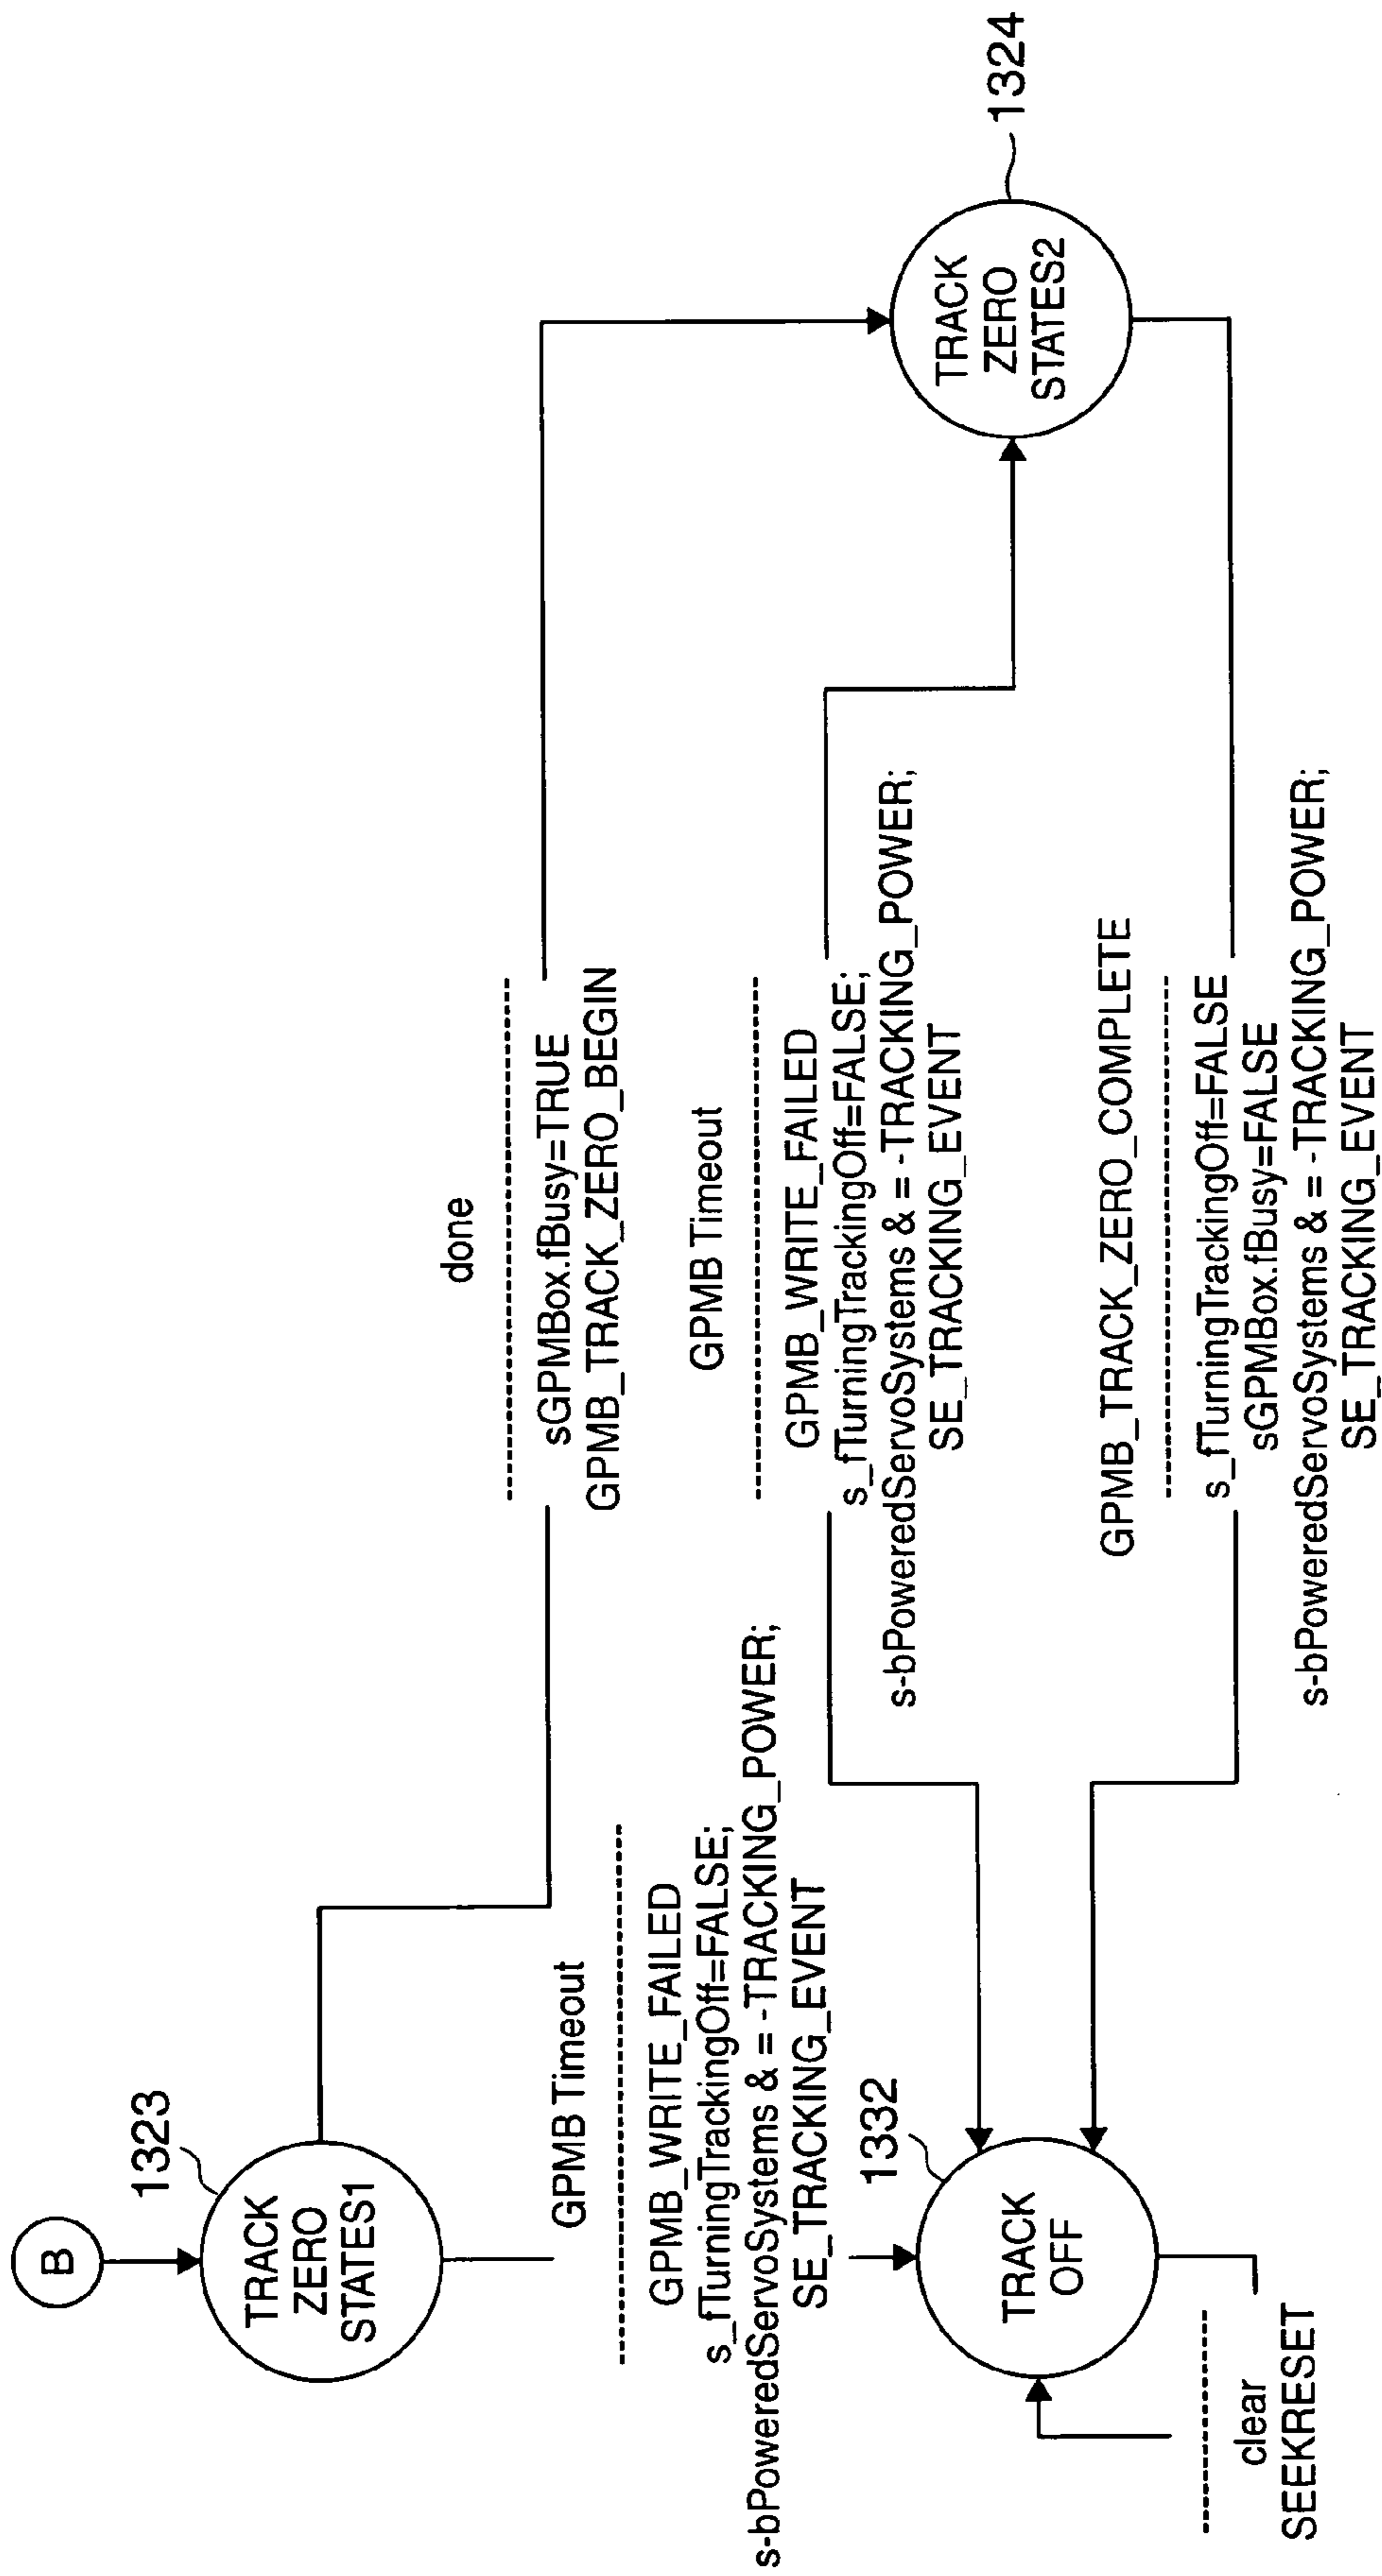 B
1323
TRACK
ZERO
STATES1
done
sGPMBox.fBusy=TRUE
GPMB_TRACK_ZERO_BEGIN
GPMB Timeout
GPMB_WRITE_FAILED
s_fTurningTrackingOff=FALSE;
s-bPoweredServoSystems & = -TRACKING_POWER;
SE_TRACKING_EVENT
GPMB Timeout
GPMB_WRITE_FAILED
s_fTurningTrackingOff=FALSE;
s-bPoweredServoSystems & = -TRACKING_POWER;
SE_TRACKING_EVENT
1324
TRACK
ZERO
STATES2
1332
TRACK
OFF
GPMB_TRACK_ZERO_COMPLETE
s_fTurningTrackingOff=FALSE
sGPMBox.fBusy=FALSE
s-bPoweredServoSystems & = -TRACKING_POWER;
SE_TRACKING_EVENT
clear
SEEKRESET